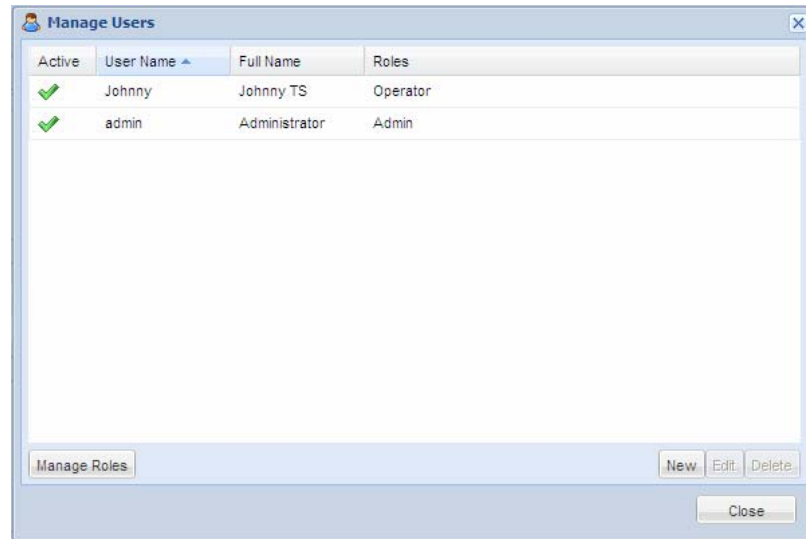 Manage Users
Active User Name Full Name Roles
Johnny Johnny TS Operator
admin Administrator Admin
Manage Roles New Edit Delete
Close